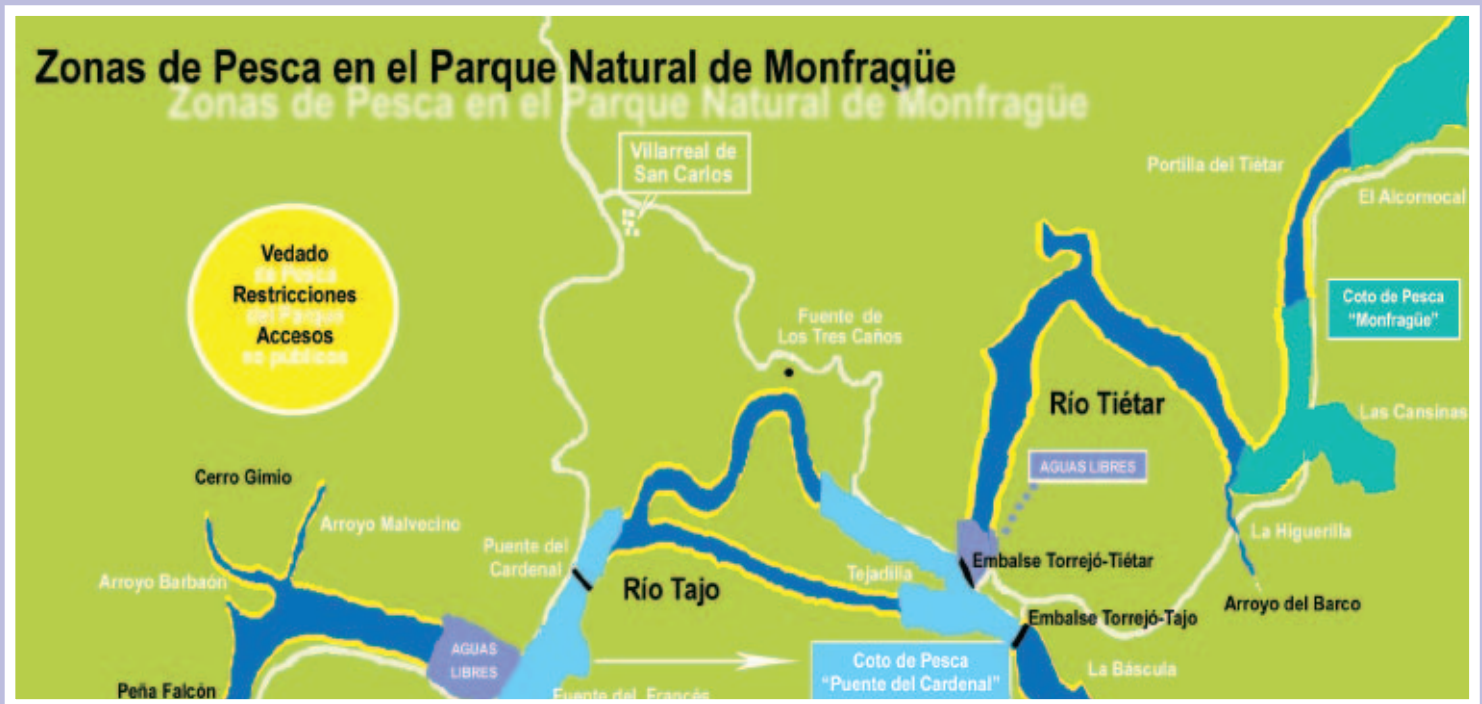 Zonas de Pesca en el Parque Natural de Monfragüe
Zonas de Pesca en el Parque Natural de Monfragüe
Villarreal de
San Carlos
Portilla del Tiétar
El Alcornocal
Vedado
de Pesca
Restricciones
del Parque
Accesos
no públicos
Coto de Pesca
"Monfragüe"
Fuente de
Los Tres Caños
Río Tiétar
Las Cansinas
AGUAS LIBRES
Cerro Gimio
Arroyo Malvecino
La Higuerilla
Puente del
Cardenal
Embalse Torrejó-Tiétar
Tejadilla
Arroyo Barbaón
Río Tajo
Arroyo del Barco
Embalse Torrejó-Tajo
AGUAS
LIBRES
Coto de Pesca
"Puente del Cardenal"
La Báscula
Peña Falcón
Fuente del Francés